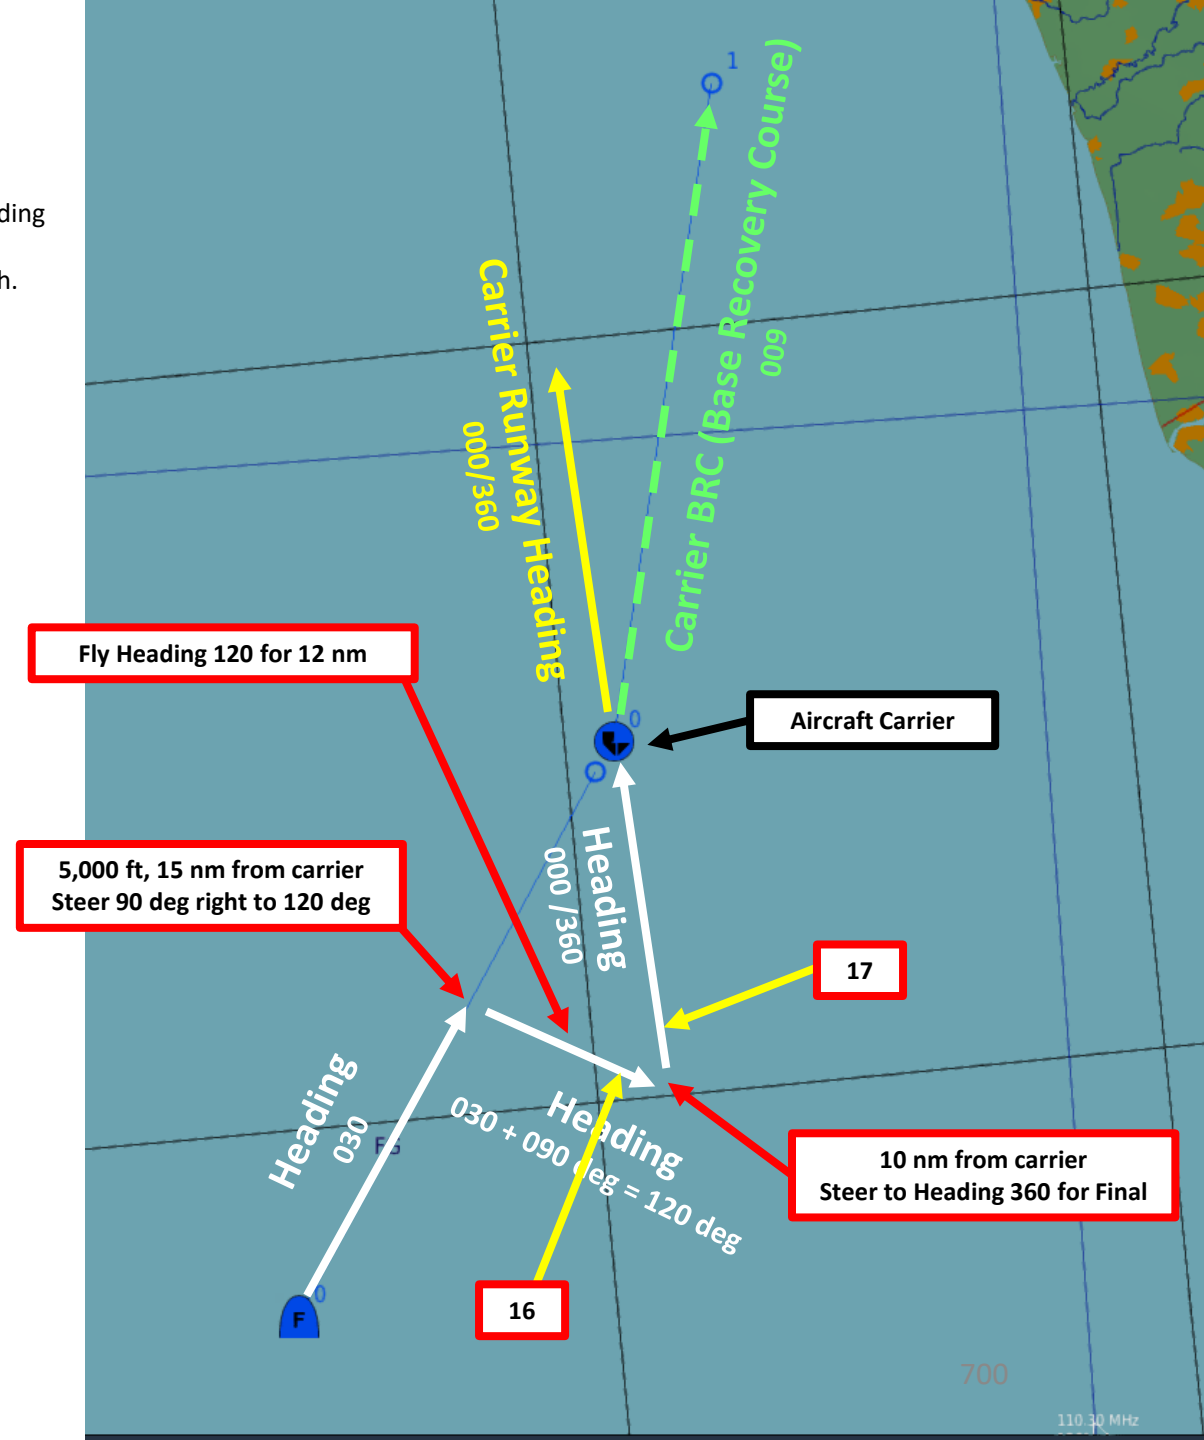 1
ding
h.
Carrier BRC (Base Recovery Course)
009
Carrier Runway Heading
000/360
Fly Heading 120 for 12 nm
0
Aircraft Carrier
5,000 ft, 15 nm from carrier
Steer 90 deg right to 120 deg
Heading
000 /360
17
Heading
030
FG
Heading
030 + 090 deg = 120 deg
10 nm from carrier
Steer to Heading 360 for Final
0
F
16
700
110.30 MHz